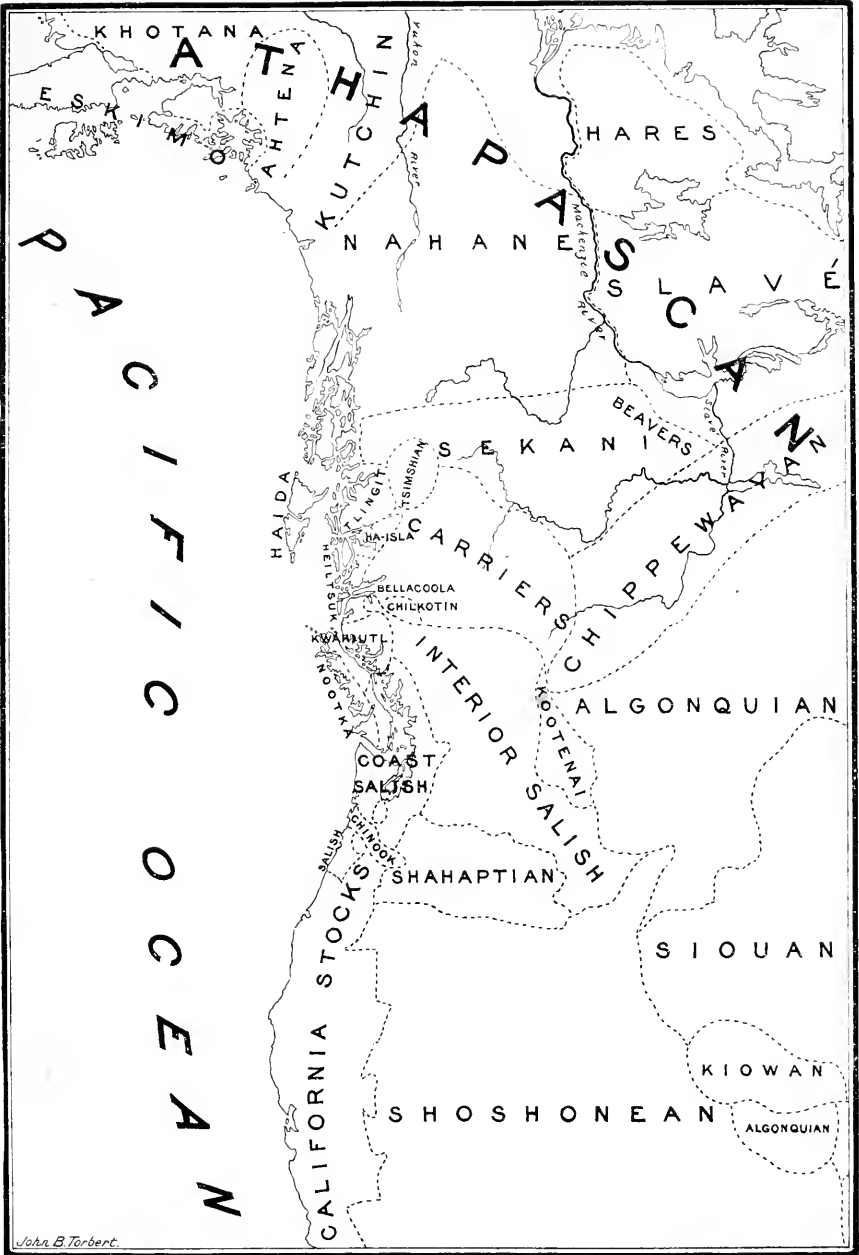 KHOTANA
ATHAPASCAN
ESKIMO
AHTENA
KUTCHIN
Yukon River
HARES
NAHANE
Mackenzie River
SLAVÉ
PACIFIC OCEAN
BEAVERS
Slave River
SEKANI
TSIMSHIAN
TLINGIT
HAIDA
HA-ISLA
CARRIERS
CHIPPEWAYAN
HEILTSUK
BELLACOOLA
CHILKOTIN
KWAKIUTL
NOOTKA
INTERIOR SALISH
KOOTENAI
ALGONQUIAN
COAST
SALISH
CHINOOK
SALISH
SHAHAPTIAN
CALIFORNIA STOCKS
SIOUAN
KIOWAN
SHOSHONEAN
ALGONQUIAN
John B. Torbert.